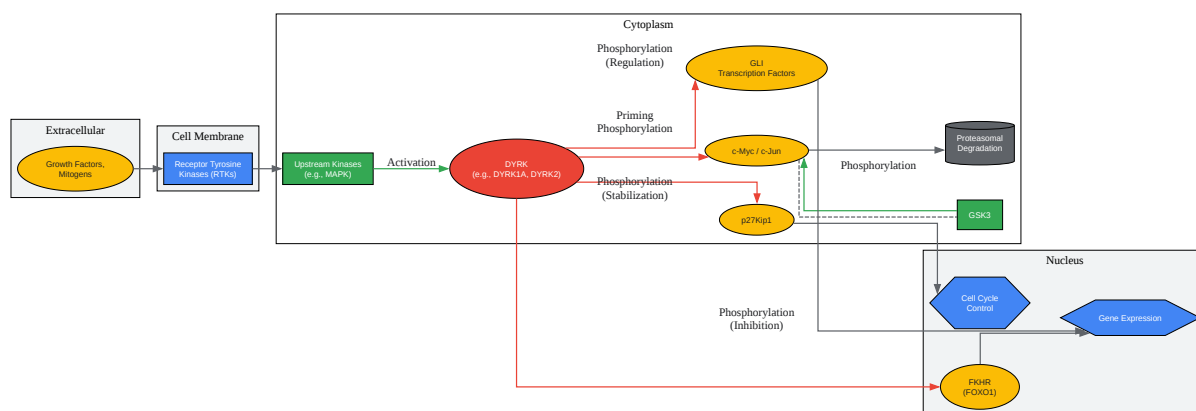 Cytoplasm
Phosphorylation
(Regulation)
GLI
Transcription Factors
Extracellular
Growth Factors,
Mitogens
Cell Membrane
Receptor Tyrosine
Kinases (RTKs)
Upstream Kinases
(e.g., MAPK)
Activation
DYRK
(e.g., DYRK1A, DYRK2)
Priming
Phosphorylation
c-Myc / c-Jun
Phosphorylation
Proteasomal
Degradation
Phosphorylation
(Stabilization)
p27Kip1
GSK3
Nucleus
Cell Cycle
Control
Gene Expression
Phosphorylation
(Inhibition)
FKHR
(FOXO1)